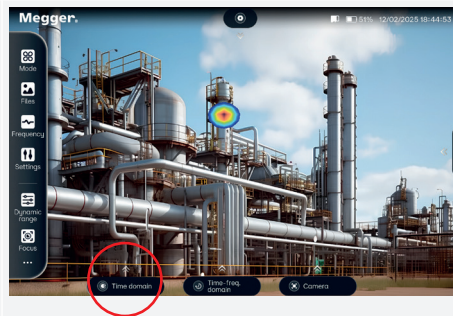 Megger.
51% 12/02/2025 18:44:53
Mode
Files
Frequency
Settings
Dynamic
range
Focus
Time domain
Time-freq.
domain
Camera